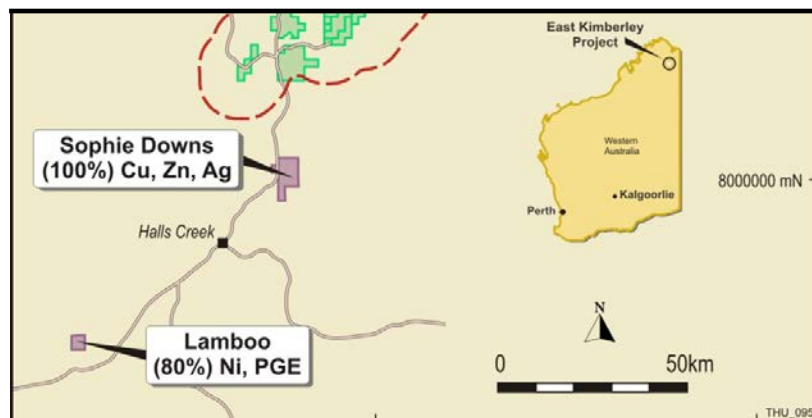 East Kimberley
Project
Sophie Downs
(100%) Cu, Zn, Ag
Western
Australia
8000000 mN
Kalgoorlie
Perth
Halls Creek
N
Lamboo
(80%) Ni, PGE
0 50km
THU_095